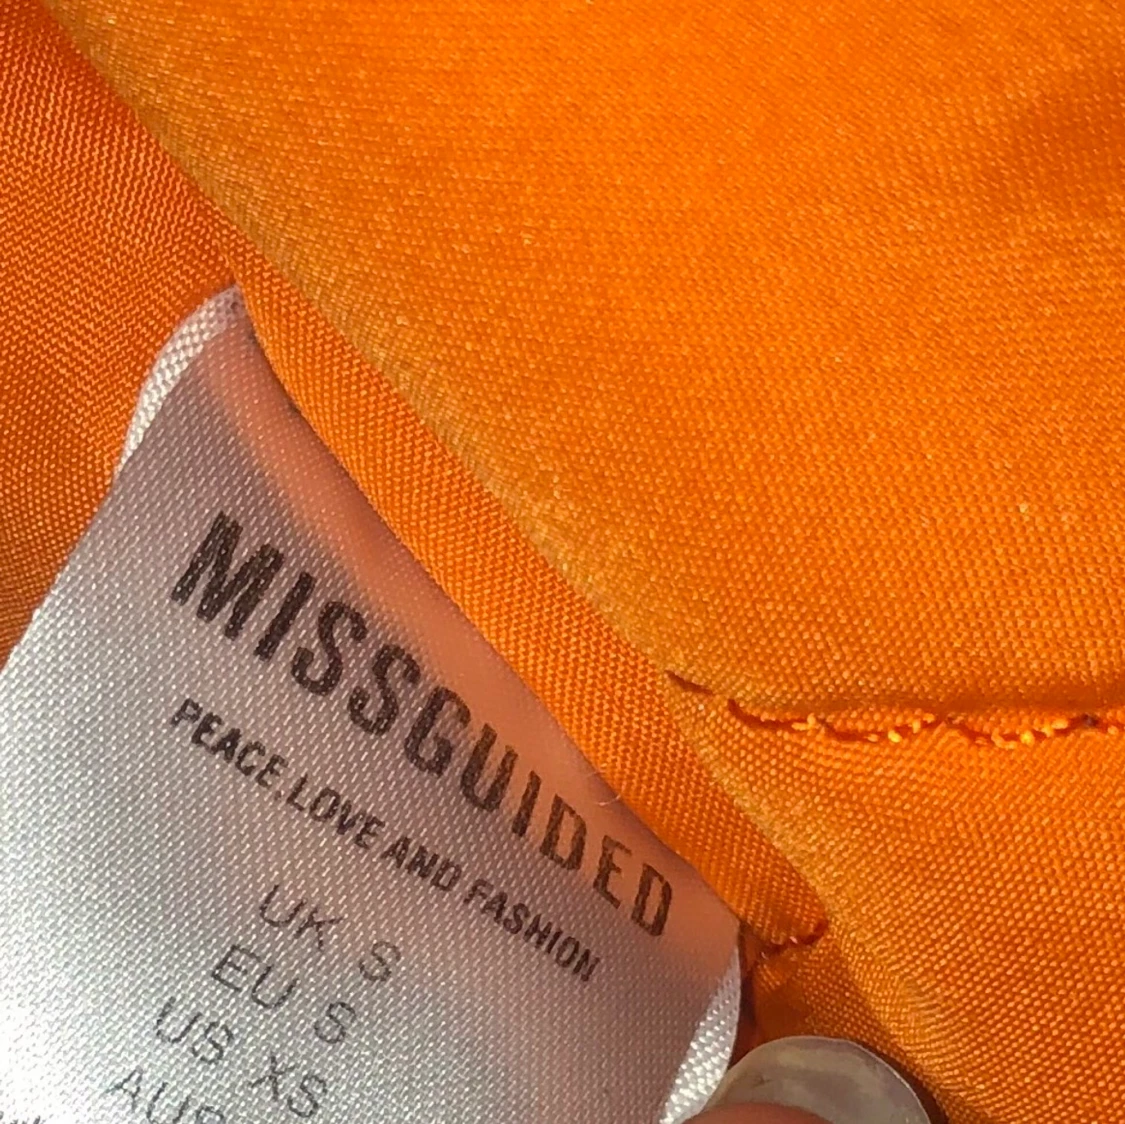 MISSGUIDED
PEACE, LOVE AND FASHION
UK S
EU S
US XS